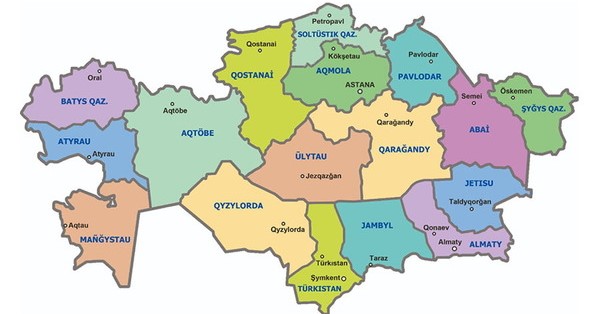 Petropavl
SOLTÜSTIK QAZ.
Qostanai
Kökşetau
Pavlodar
QOSTANAİ
AQMOLA
PAVLODAR
ASTANA
Oral
Semei
Öskemen
BATYS QAZ.
ŞYĞYS QAZ.
Aqtöbe
Qarağandy
AQTÖBE
ABAİ
ATYRAU
Atyrau
ÜLYTAU
QARAĞANDY
Jezqazğan
JETISU
Taldyqorğan
QYZYLORDA
JAMBYL
Aqtau
Qyzylorda
Qonaev
MAÑĞYSTAU
Almaty
ALMATY
Türkıstan
Taraz
Şymkent
TÜRKISTAN